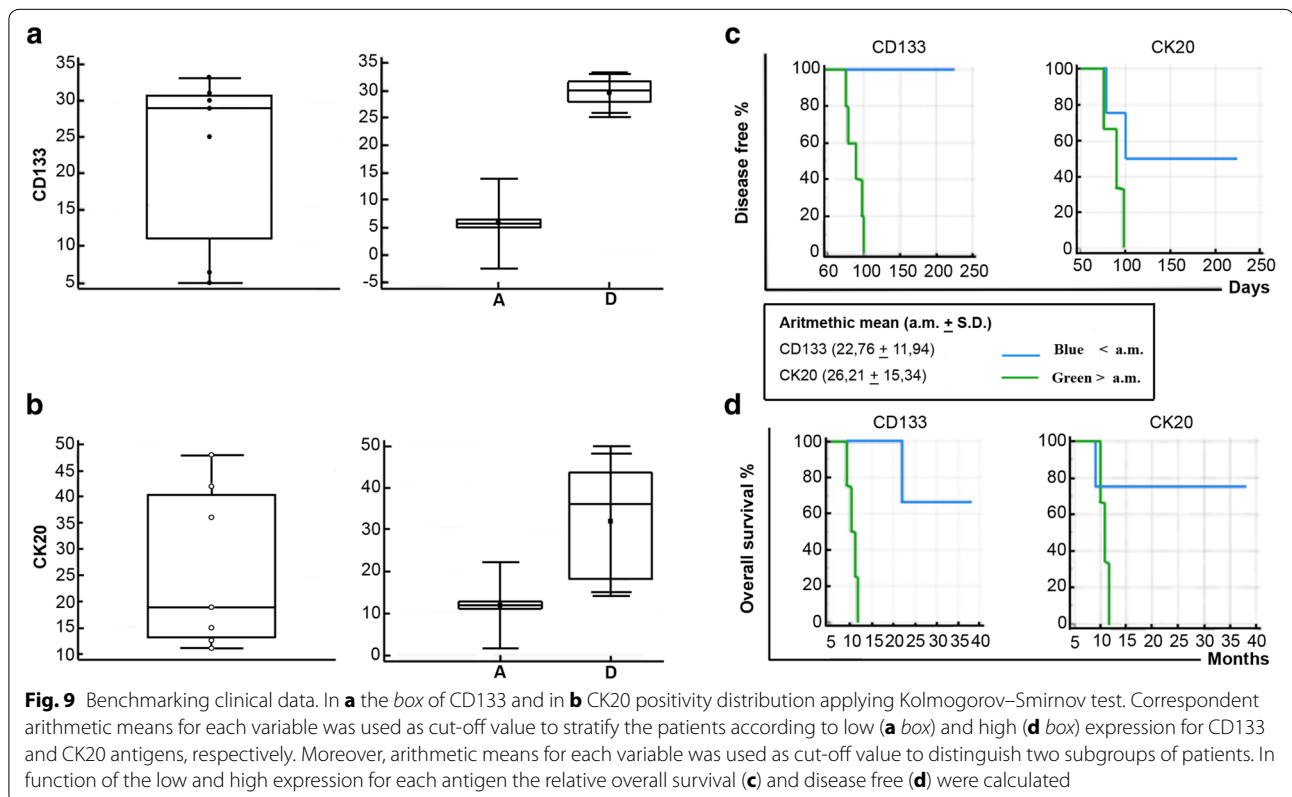 a
35
30
25
20
15
10
5
CD133
35
30
25
20
15
10
5
0
-5
A
D
b
50
45
40
35
30
25
20
15
10
CK20
50
40
30
20
10
0
A
D
c
CD133
CK20
Disease free %
100
80
60
40
20
0
60
100
150
200
250
100
80
60
40
20
0
50
100
150
200
250
Days
Aritmethic mean (a.m. + S.D.)
CD133 (22,76 + 11,94)
Blue < a.m.
CK20 (26,21 + 15,34)
Green > a.m.
d
CD133
CK20
Overall survival %
100
80
60
40
20
0
5 10 15 20 25 30 35 40
100
80
60
40
20
0
5 10 15 20 25 30 35 40
Months
Fig. 9 Benchmarking clinical data. In a the box of CD133 and in b CK20 positivity distribution applying Kolmogorov–Smirnov test. Correspondent
arithmetic means for each variable was used as cut-off value to stratify the patients according to low (a box) and high (d box) expression for CD133
and CK20 antigens, respectively. Moreover, arithmetic means for each variable was used as cut-off value to distinguish two subgroups of patients. In
function of the low and high expression for each antigen the relative overall survival (c) and disease free (d) were calculated